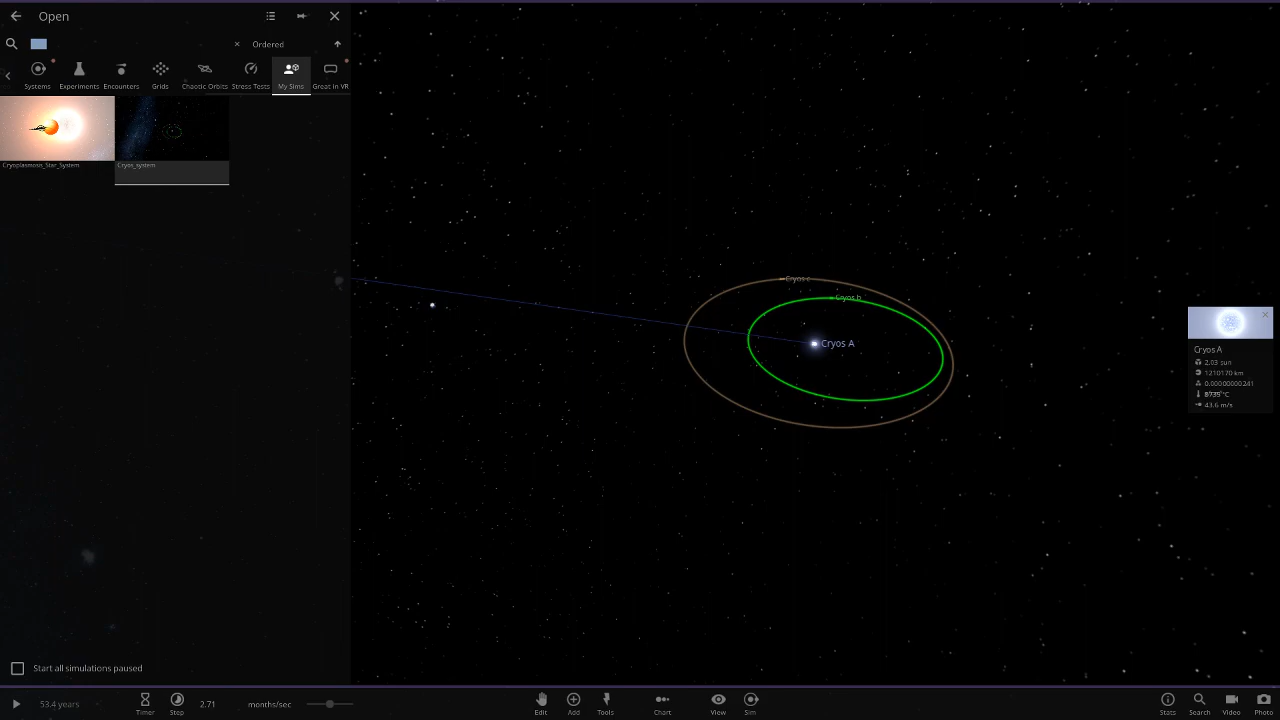 Open
Ordered
Systems Experiments Encounters Grids Chaotic Orbits Stress Tests My Sims Great in VR
Cryoplasmosis_Star_System Cryos_system
Cryos c
Cryos b
Cryos A
Cryos A
2.03 sun
1210170 km
0.00000000241
8735 °C
43.6 m/s
Start all simulations paused
53.4 years Timer Step 2.71 months/sec Edit Add Tools Chart View Sim Stats Search Video Photo